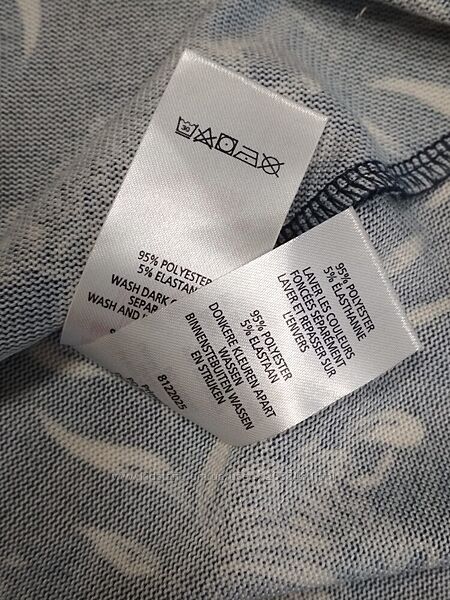 95% POLYESTER
5% ELASTAN
WASH DARK
SEPAR
WASH AND
95% POLYESTER
5% ELASTAAN
DONKERE KLEUREN APART
WASSEN
BINNENSTEBUITEN WASSEN
EN STRIJKEN
8122025
95% POLYESTER
5% ELASTHANNE
LAVER LES COULEURS
FONCÉES SÉPARÉMENT
LAVER ET REPASSER SUR
L'ENVERS